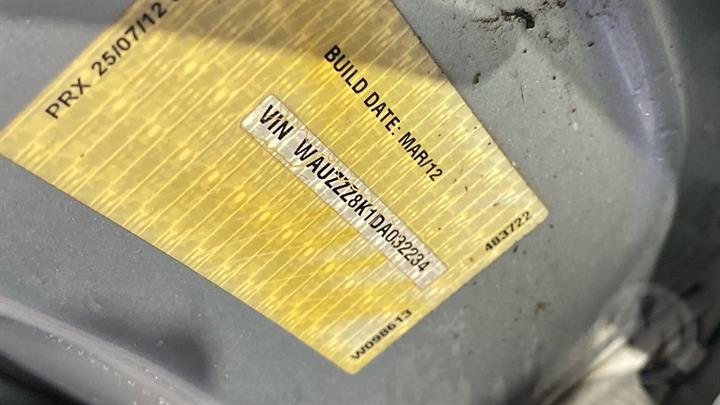 PRX 25/07/12
BUILD DATE: MAR/12
VIN WAUZZZ8K1DA032234
483722
W098613